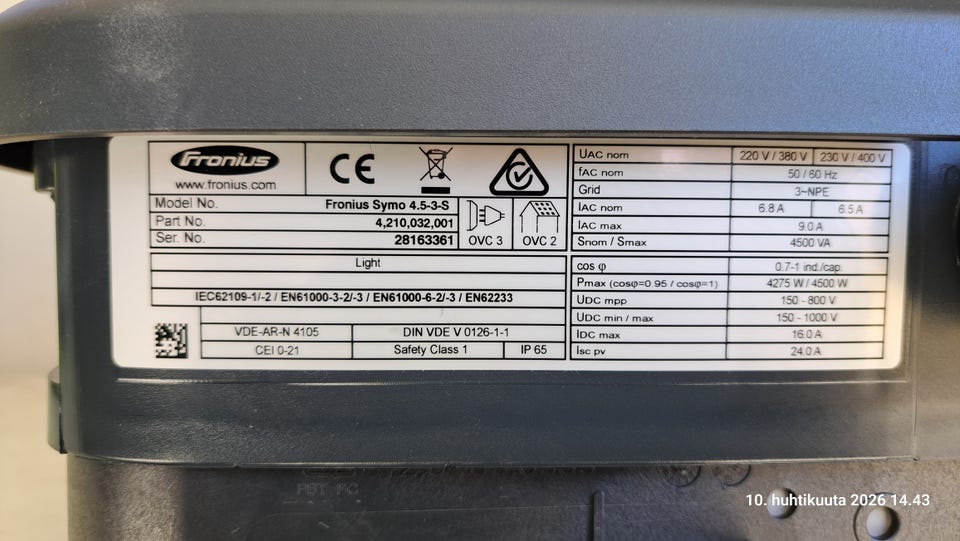 Fronius
www.fronius.com
CE
Model No. Fronius Symo 4.5-3-S
Part No. 4,210,032,001
Ser. No. 28163361
OVC 3
OVC 2
Light
IEC62109-1/-2 / EN61000-3-2/-3 / EN61000-6-2/-3 / EN62233
VDE-AR-N 4105 DIN VDE V 0126-1-1
CEI 0-21 Safety Class 1 IP 65
UAC nom 220 V / 380 V 230 V / 400 V
fAC nom 50 / 60 Hz
Grid 3~NPE
IAC nom 6.8 A 6.5 A
IAC max 9.0 A
Snom / Smax 4500 VA
cos φ 0.7-1 ind./cap.
Pmax (cosφ=0.95 / cosφ=1) 4275 W / 4500 W
UDC mpp 150 - 800 V
UDC min / max 150 - 1000 V
IDC max 16.0 A
Isc pv 24.0 A
10. huhtikuuta 2026 14.43